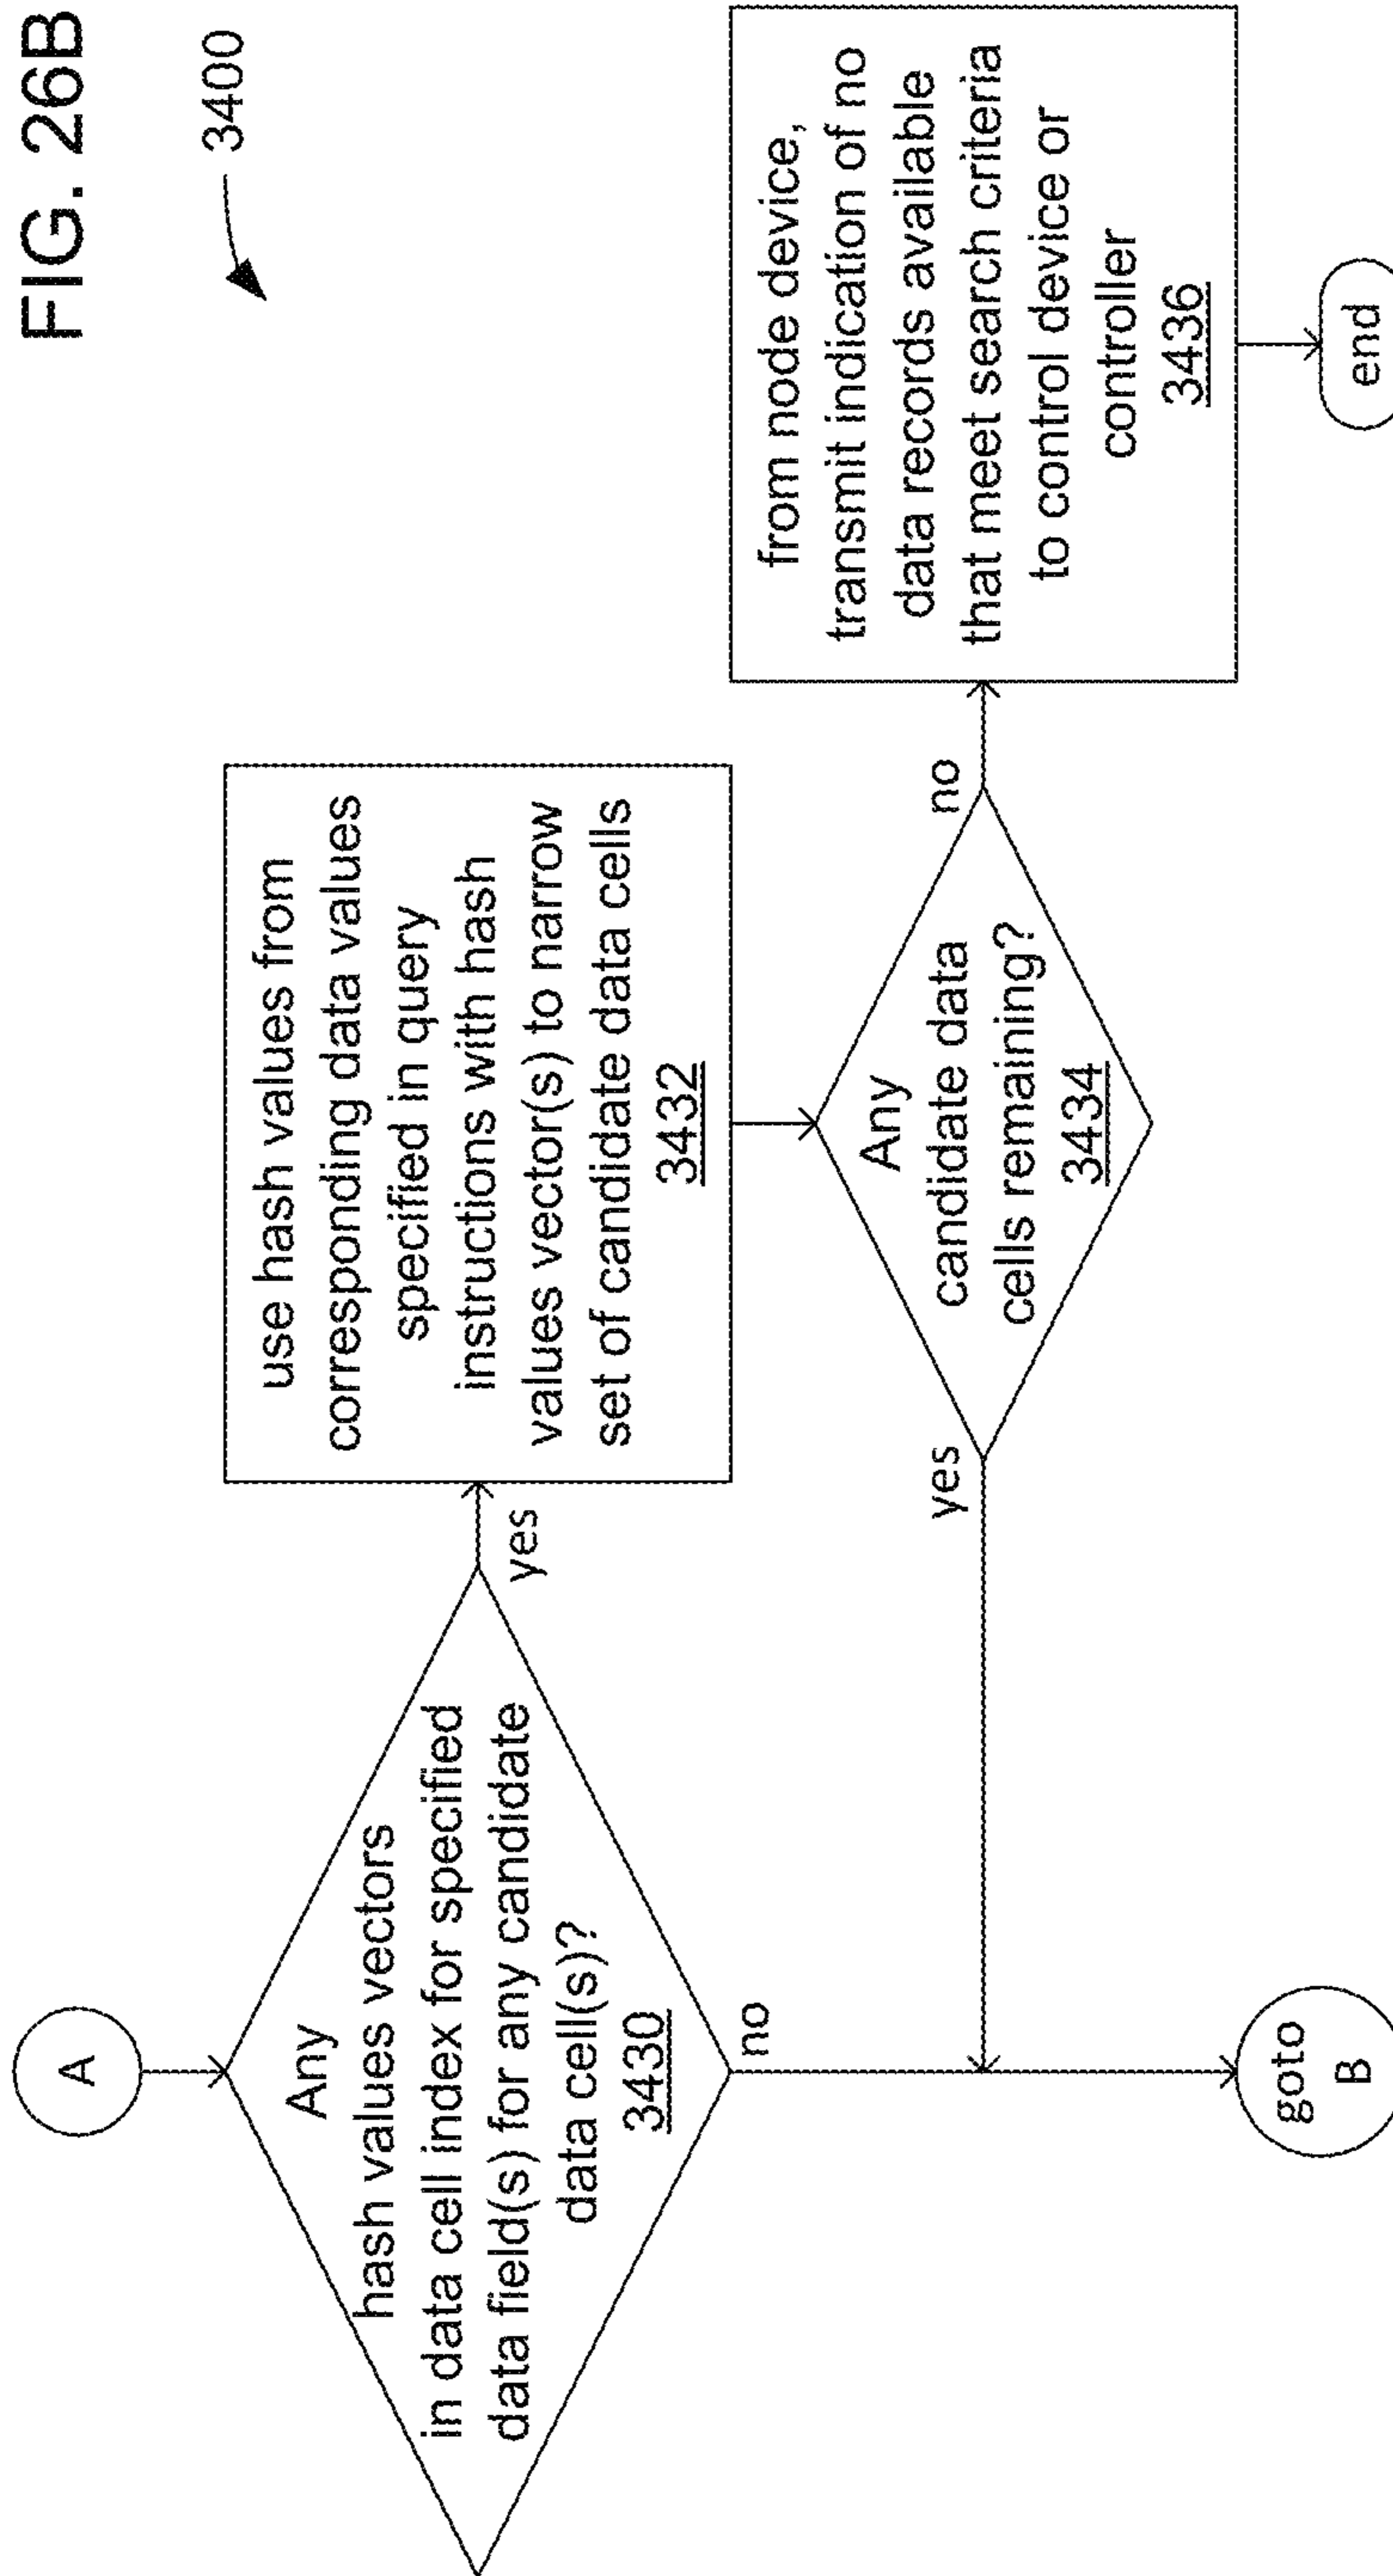 FIG. 26B
3400
A
Any
hash values vectors
in data cell index for specified
data field(s) for any candidate
data cell(s)?
3430
yes
no
use hash values from
corresponding data values
specified in query
instructions with hash
values vector(s) to narrow
set of candidate data cells
3432
Any
candidate data
cells remaining?
3434
yes
no
from node device,
transmit indication of no
data records available
that meet search criteria
to control device or
controller
3436
goto
B
end